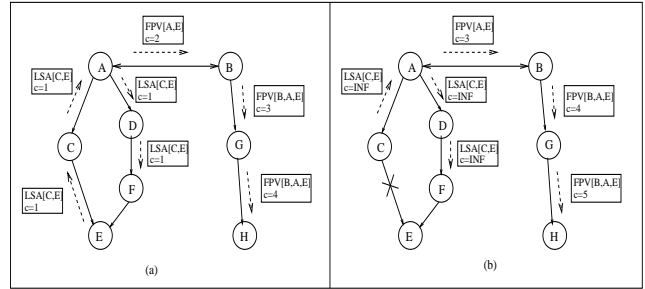 FPV[A,E]
c=2
A
B
LSA[C,E]
c=1
LSA[C,E]
c=1
FPV[B,A,E]
c=3
D
C
G
LSA[C,E]
c=1
LSA[C,E]
c=1
F
FPV[B,A,E]
c=4
E
H
(a)
FPV[A,E]
c=3
A
B
LSA[C,E]
c=INF
LSA[C,E]
c=INF
FPV[B,A,E]
c=4
D
C
G
LSA[C,E]
c=INF
F
FPV[B,A,E]
c=5
E
H
(b)